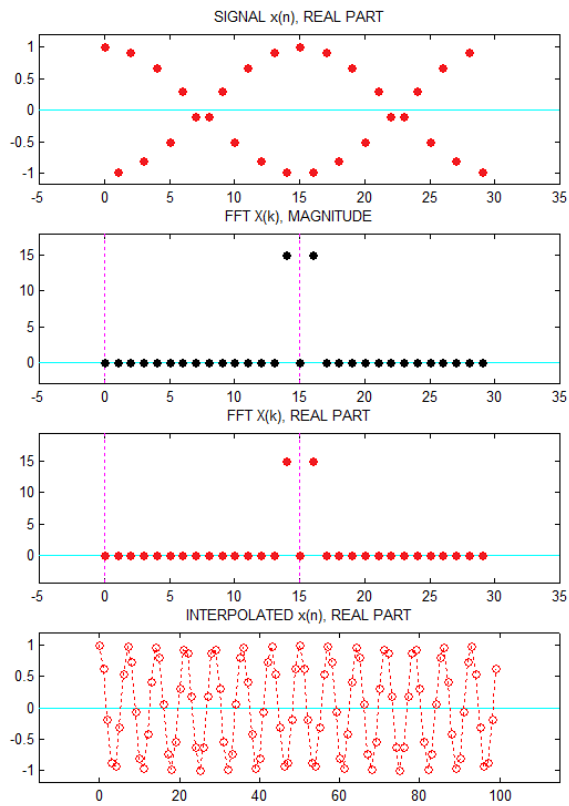 SIGNAL x(n), REAL PART
1
0.5
0
-0.5
-1
-5 0 5 10 15 20 25 30 35
FFT X(k), MAGNITUDE
15
10
5
0
-5 0 5 10 15 20 25 30 35
FFT X(k), REAL PART
15
10
5
0
-5 0 5 10 15 20 25 30 35
INTERPOLATED x(n), REAL PART
1
0.5
0
-0.5
-1
0 20 40 60 80 100